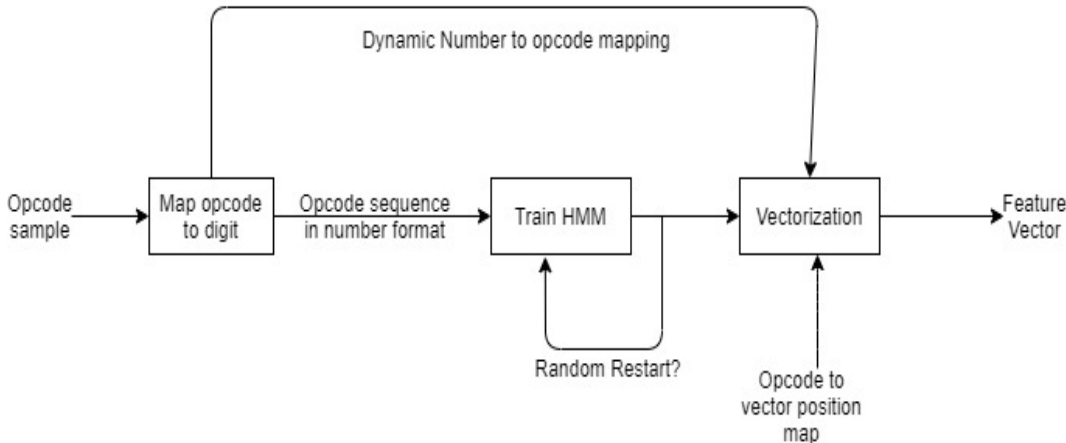 Dynamic Number to opcode mapping
Opcode
sample
Map opcode
to digit
Opcode sequence
in number format
Train HMM
Vectorization
Feature
Vector
Random Restart?
Opcode to
vector position
map